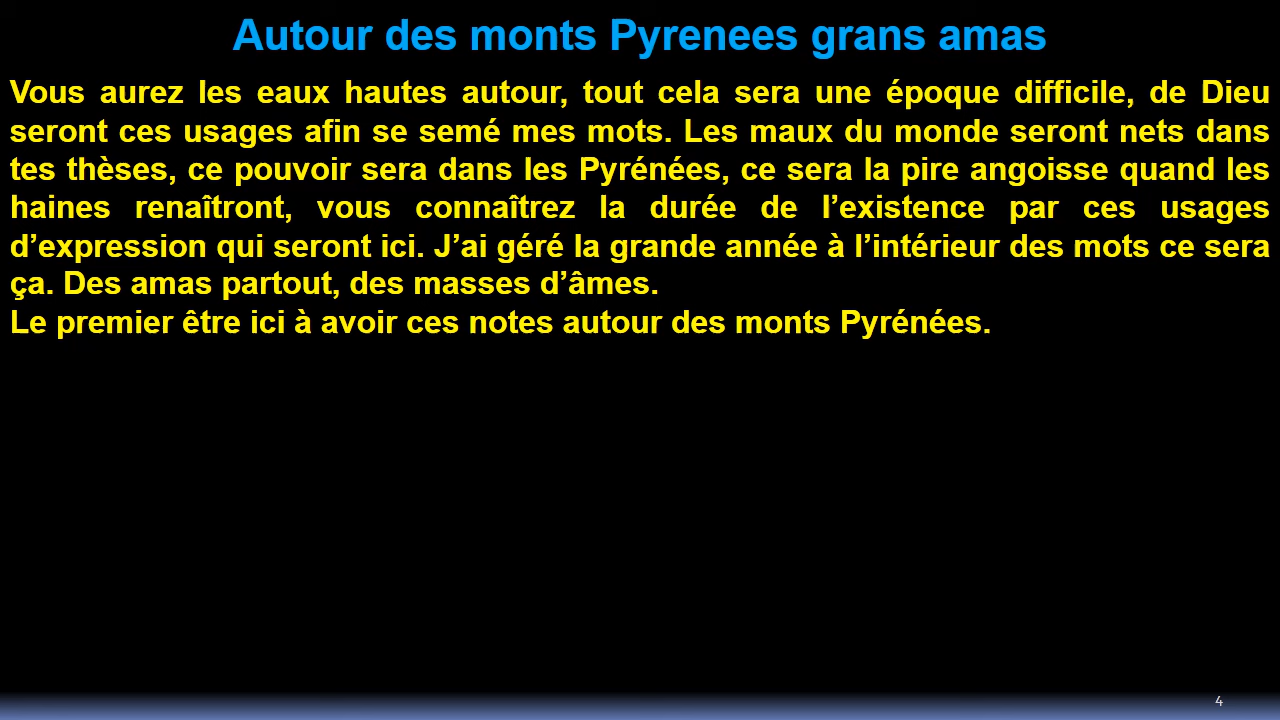 Autour des monts Pyrenees grans amas
Vous aurez les eaux hautes autour, tout cela sera une époque difficile, de Dieu
seront ces usages afin se semé mes mots. Les maux du monde seront nets dans
tes thèses, ce pouvoir sera dans les Pyrénées, ce sera la pire angoisse quand les
haines renaîtront, vous connaîtrez la durée de l’existence par ces usages
d’expression qui seront ici. J’ai géré la grande année à l’intérieur des mots ce sera
ça. Des amas partout, des masses d’âmes.
Le premier être ici à avoir ces notes autour des monts Pyrénées.
4